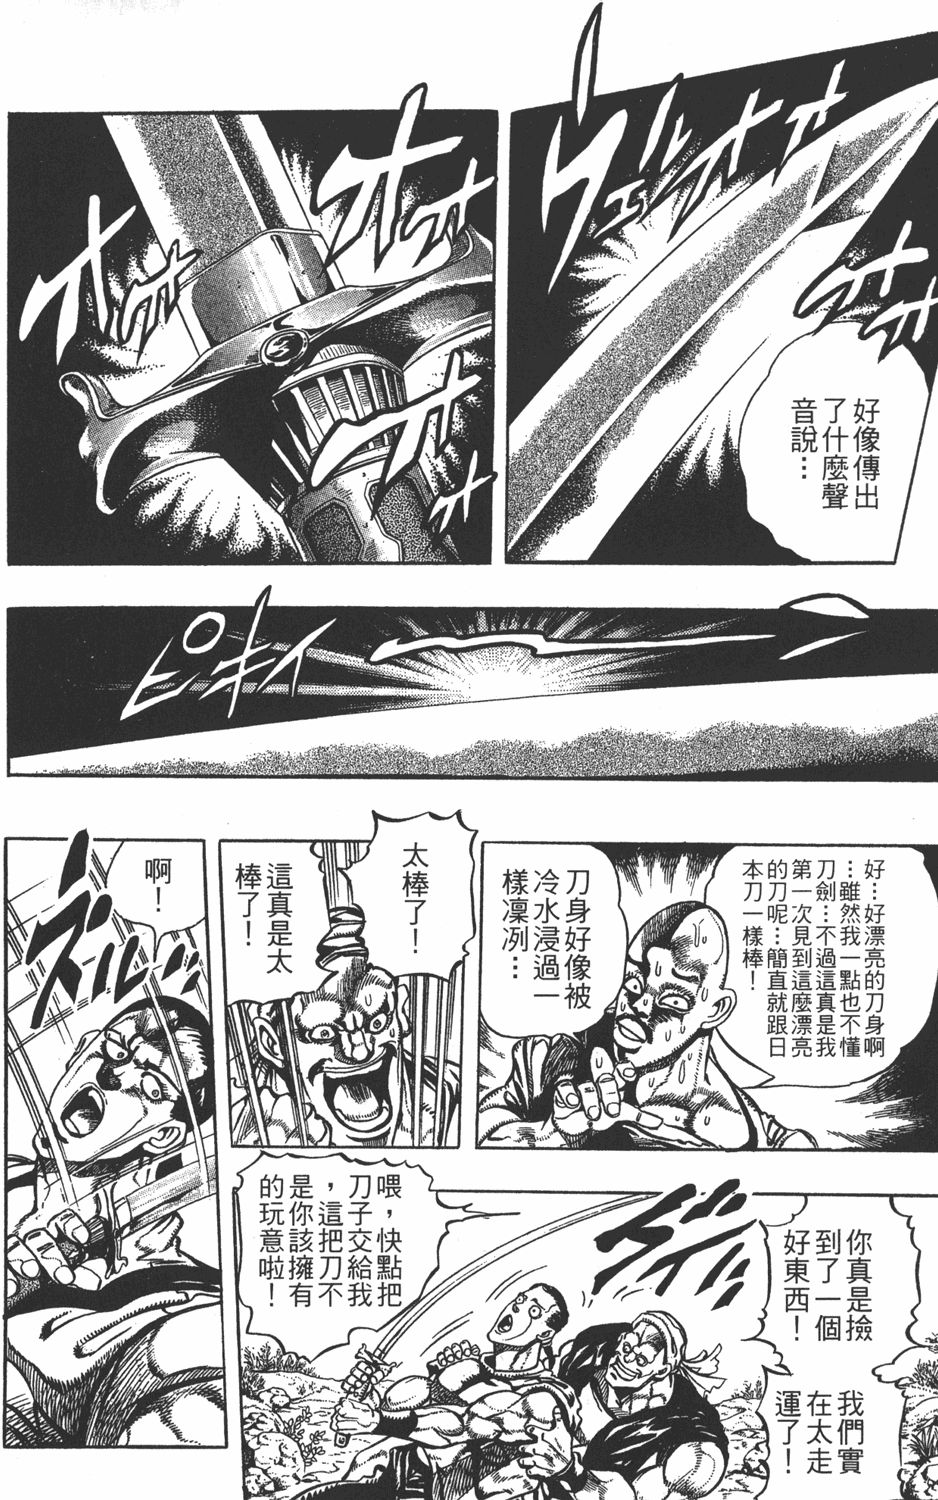 ウェルオオオ
オオ
好像傳出
了什麼聲
音說…
オオオ
オオ
オオ
ピキィイ
好…好漂亮的刀身啊
…雖然我一點也不懂
刀劍…不過這真是我
第一次見到這麼漂亮
的刀呢…簡直就跟日
本刀一樣棒！
刀身好像被
冷水浸過一
樣凜冽…
太棒了！
這真是太
棒了！
啊！
ズルッ
你真是撿
到了一個
好東西！
我們實
在太走
運了！
喂，快點把
刀子交給我
，這把刀不
是你該擁有
的玩意啦！